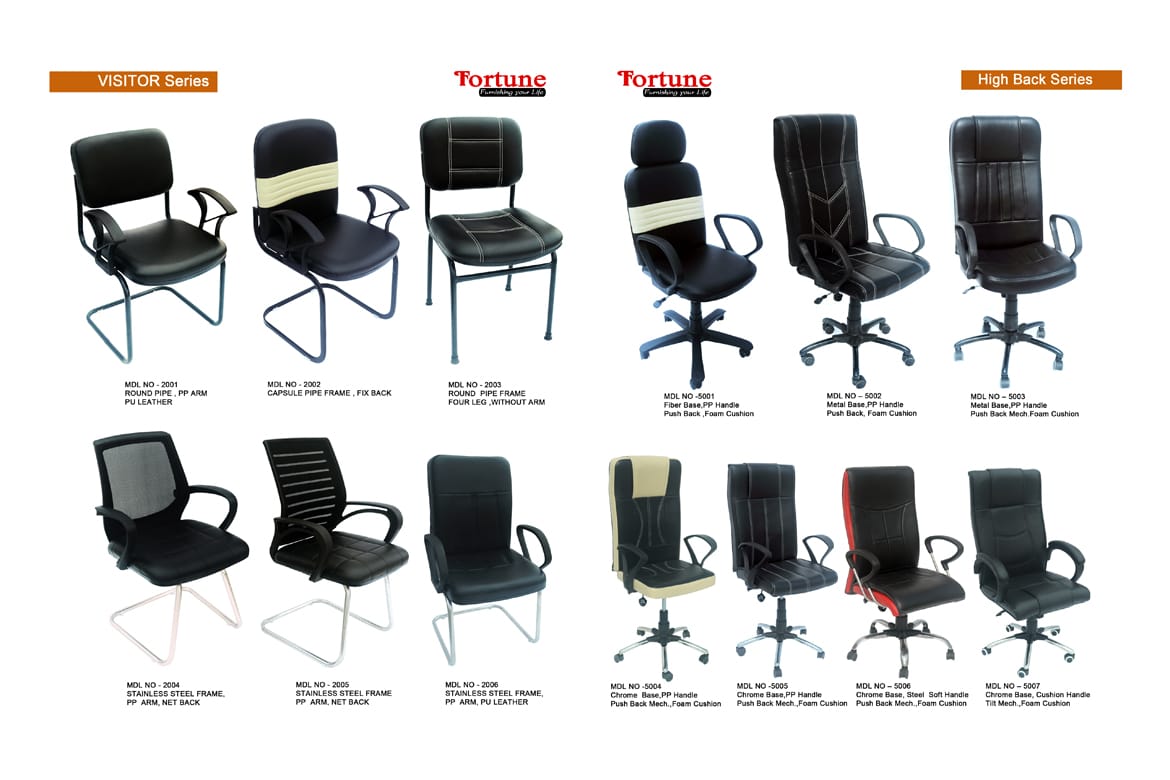 VISITOR Series
Fortune
Furnishing your Life
MDL NO - 2001
ROUND PIPE , PP ARM
PU LEATHER
MDL NO - 2002
CAPSULE PIPE FRAME , FIX BACK
MDL NO - 2003
ROUND PIPE FRAME
FOUR LEG ,WITHOUT ARM
MDL NO - 2004
STAINLESS STEEL FRAME,
PP ARM, NET BACK
MDL NO - 2005
STAINLESS STEEL FRAME
PP ARM, NET BACK
MDL NO - 2006
STAINLESS STEEL FRAME,
PP ARM, PU LEATHER
Fortune
Furnishing your Life
High Back Series
MDL NO -5001
Fiber Base,PP Handle
Push Back ,Foam Cushion
MDL NO – 5002
Metal Base,PP Handle
Push Back, Foam Cushion
MDL NO – 5003
Metal Base,PP Handle
Push Back Mech.Foam Cushion
MDL NO -5004
Chrome Base,PP Handle
Push Back Mech.,Foam Cushion
MDL NO -5005
Chrome Base,PP Handle
Push Back Mech.,Foam Cushion
MDL NO – 5006
Chrome Base, Steel Soft Handle
Push Back Mech.,Foam Cushion
MDL NO – 5007
Chrome Base, Cushion Handle
Tilt Mech.,Foam Cushion